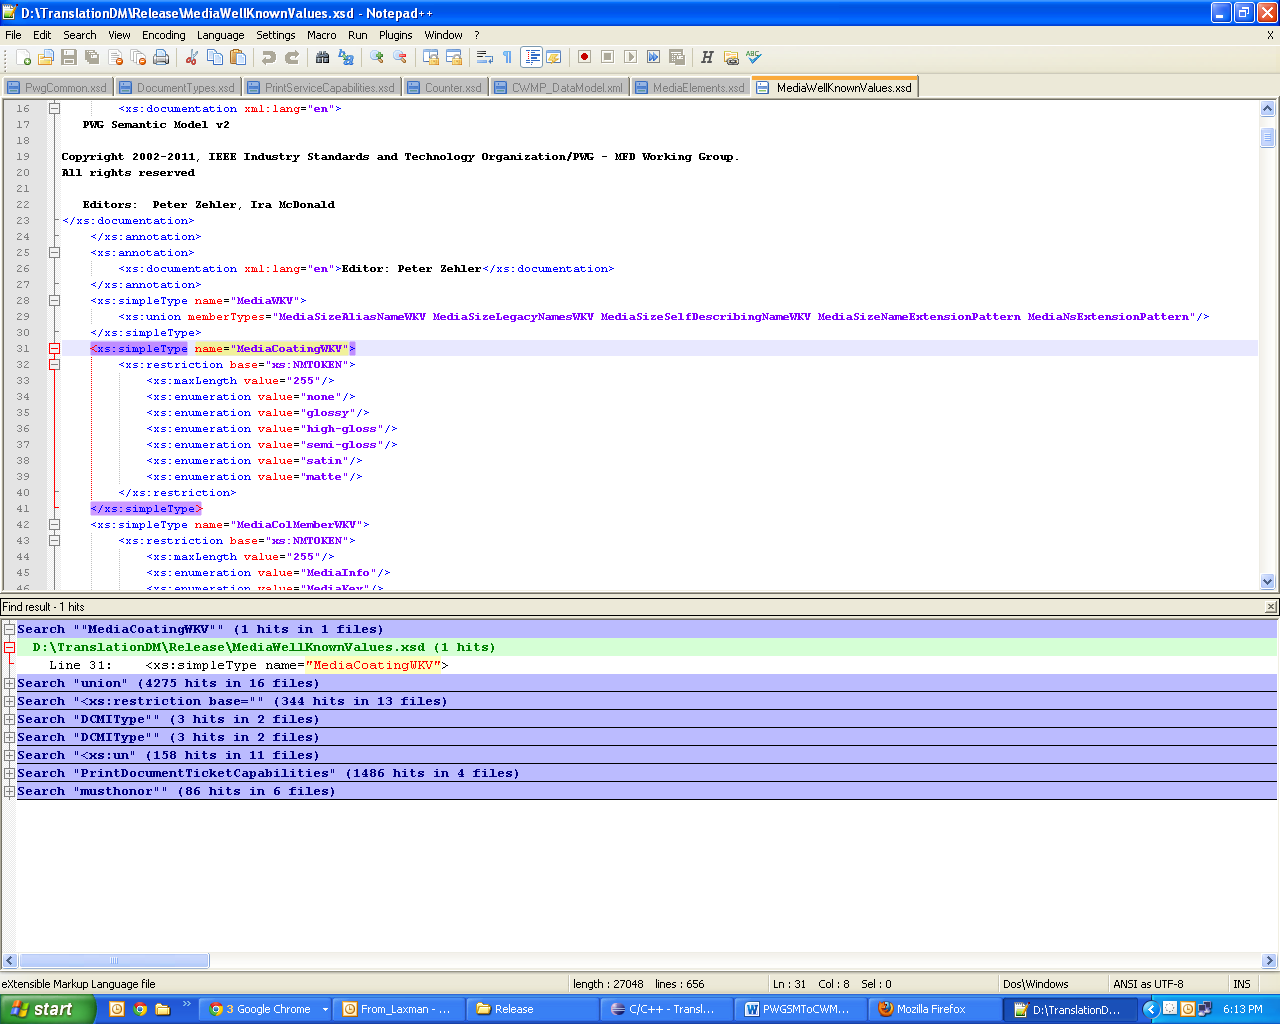 D:\TranslationDM\Release\MediaWellKnownValues.xsd - Notepad++
File Edit Search View Encoding Language Settings Macro Run Plugins Window ? X
PwgCommon.xsd DocumentTypes.xsd PrintServiceCapabilities.xsd Counter.xsd CWMP_DataModel.xml MediaElements.xsd MediaWellKnownValues.xsd
16 <xs:documentation xml:lang="en">
17 PWG Semantic Model v2
18
19 Copyright 2002-2011, IEEE Industry Standards and Technology Organization/PWG - MFD Working Group.
20 All rights reserved
21
22 Editors: Peter Zehler, Ira McDonald
23 </xs:documentation>
24 </xs:annotation>
25 <xs:annotation>
26 <xs:documentation xml:lang="en">Editor: Peter Zehler</xs:documentation>
27 </xs:annotation>
28 <xs:simpleType name="MediaWKV">
29 <xs:union memberTypes="MediaSizeAliasNameWKV MediaSizeLegacyNamesWKV MediaSizeSelfDescribingNameWKV MediaSizeNameExtensionPattern MediaNsExtensionPattern"/>
30 </xs:simpleType>
31 <xs:simpleType name="MediaCoatingWKV">
32 <xs:restriction base="xs:NMTOKEN">
33 <xs:maxLength value="255"/>
34 <xs:enumeration value="none"/>
35 <xs:enumeration value="glossy"/>
36 <xs:enumeration value="high-gloss"/>
37 <xs:enumeration value="semi-gloss"/>
38 <xs:enumeration value="satin"/>
39 <xs:enumeration value="matte"/>
40 </xs:restriction>
41 </xs:simpleType>
42 <xs:simpleType name="MediaColMemberWKV">
43 <xs:restriction base="xs:NMTOKEN">
44 <xs:maxLength value="255"/>
45 <xs:enumeration value="MediaInfo"/>
46 <xs:enumeration value="MediaKey"/>
Find result - 1 hits
Search ""MediaCoatingWKV"" (1 hits in 1 files)
D:\TranslationDM\Release\MediaWellKnownValues.xsd (1 hits)
Line 31: <xs:simpleType name="MediaCoatingWKV">
Search "union" (4275 hits in 16 files)
Search "<xs:restriction base="" (344 hits in 13 files)
Search "DCMIType"" (3 hits in 2 files)
Search "DCMIType"" (3 hits in 2 files)
Search "<xs:un" (158 hits in 11 files)
Search "PrintDocumentTicketCapabilities" (1486 hits in 4 files)
Search "musthonor"" (86 hits in 6 files)
eXtensible Markup Language file length : 27048 lines : 656 Ln : 31 Col : 8 Sel : 0 Dos\Windows ANSI as UTF-8 INS
start 3 Google Chrome From_Laxman - ... Release C/C++ - Transl... PWGSMToCWM... Mozilla Firefox D:\TranslationD... 6:13 PM